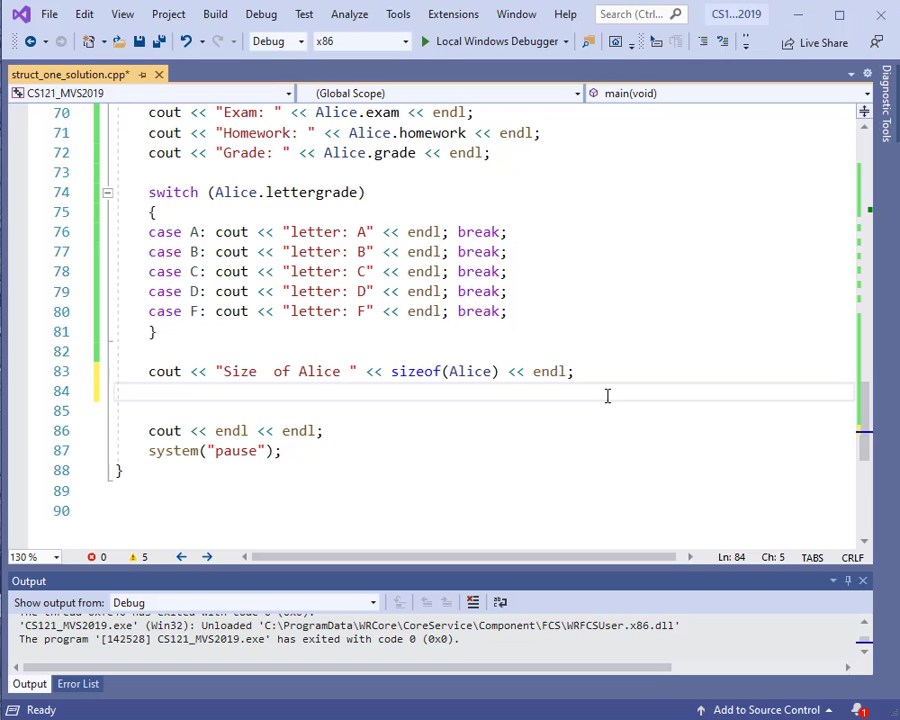 File Edit View Project Build Debug Test Analyze Tools Extensions Window Help Search (Ctrl... CS1...2019
Debug x86 Local Windows Debugger Live Share
struct_one_solution.cpp*
CS121_MVS2019 (Global Scope) main(void)
Diagnostic Tools
70 cout << "Exam: " << Alice.exam << endl;
71 cout << "Homework: " << Alice.homework << endl;
72 cout << "Grade: " << Alice.grade << endl;
73
74 switch (Alice.lettergrade)
75 {
76 case A: cout << "letter: A" << endl; break;
77 case B: cout << "letter: B" << endl; break;
78 case C: cout << "letter: C" << endl; break;
79 case D: cout << "letter: D" << endl; break;
80 case F: cout << "letter: F" << endl; break;
81 }
82
83 cout << "Size  of Alice " << sizeof(Alice) << endl;
84
85
86 cout << endl << endl;
87 system("pause");
88 }
89
90
130 % 0 5 Ln: 84 Ch: 5 TABS CRLF
Output
Show output from: Debug
'CS121_MVS2019.exe' (Win32): Unloaded 'C:\ProgramData\WRCore\CoreService\Component\FCS\WRFCSUser.x86.dll'
The program '[142528] CS121_MVS2019.exe' has exited with code 0 (0x0).
Output Error List
Ready Add to Source Control 1